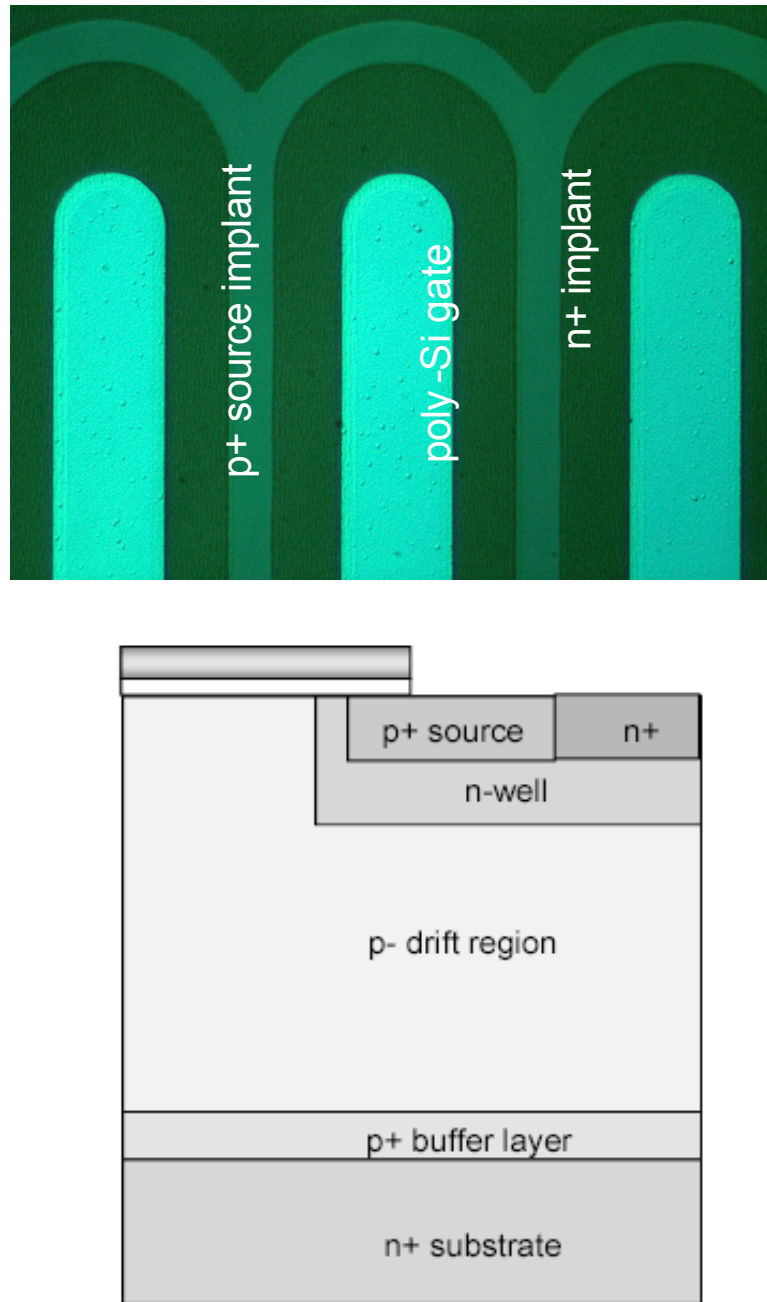 p+ source implant
poly -Si gate
n+ implant
p+ source
n+
n-well
p- drift region
p+ buffer layer
n+ substrate